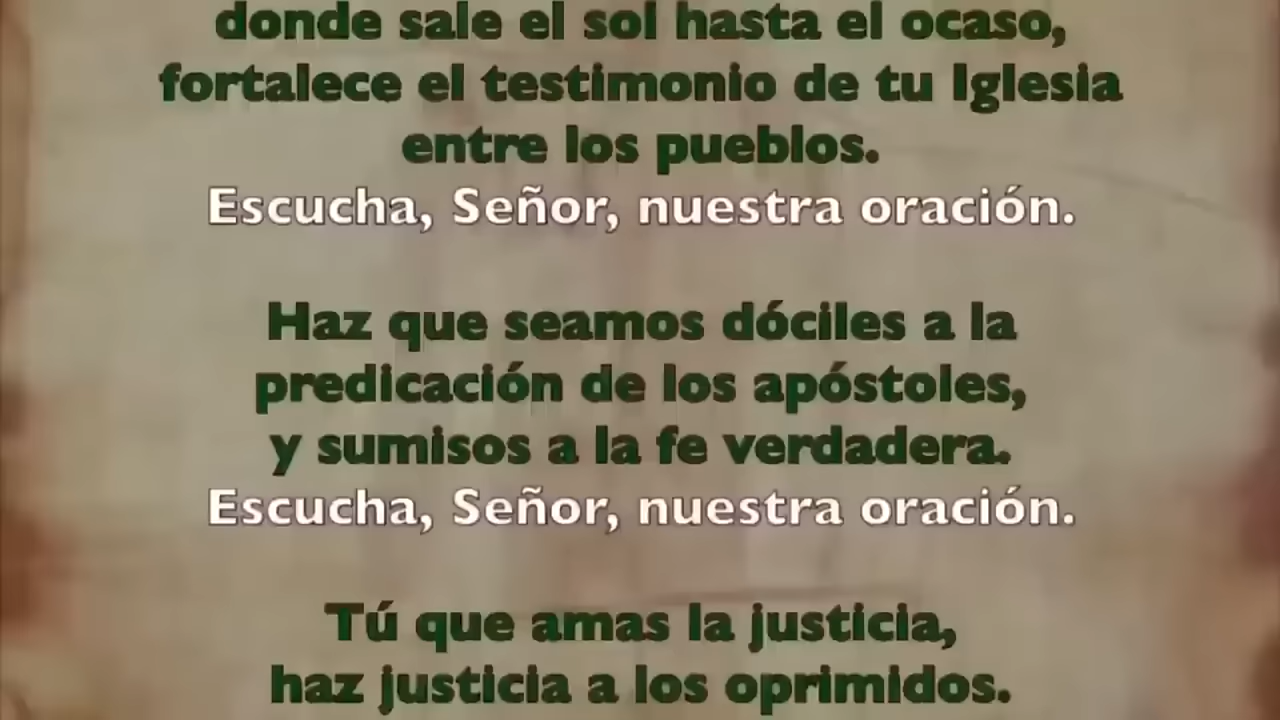 donde sale el sol hasta el ocaso,
fortalece el testimonio de tu Iglesia
entre los pueblos.
Escucha, Señor, nuestra oración.
Haz que seamos dóciles a la
predicación de los apóstoles,
y sumisos a la fe verdadera.
Escucha, Señor, nuestra oración.
Tú que amas la justicia,
haz justicia a los oprimidos.